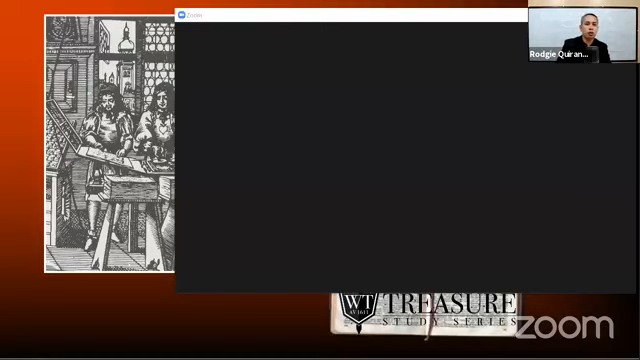 Zoom
Rodgie Quiran...
WT
AV 1611
TREASURE
STUDY SERIES
zoom